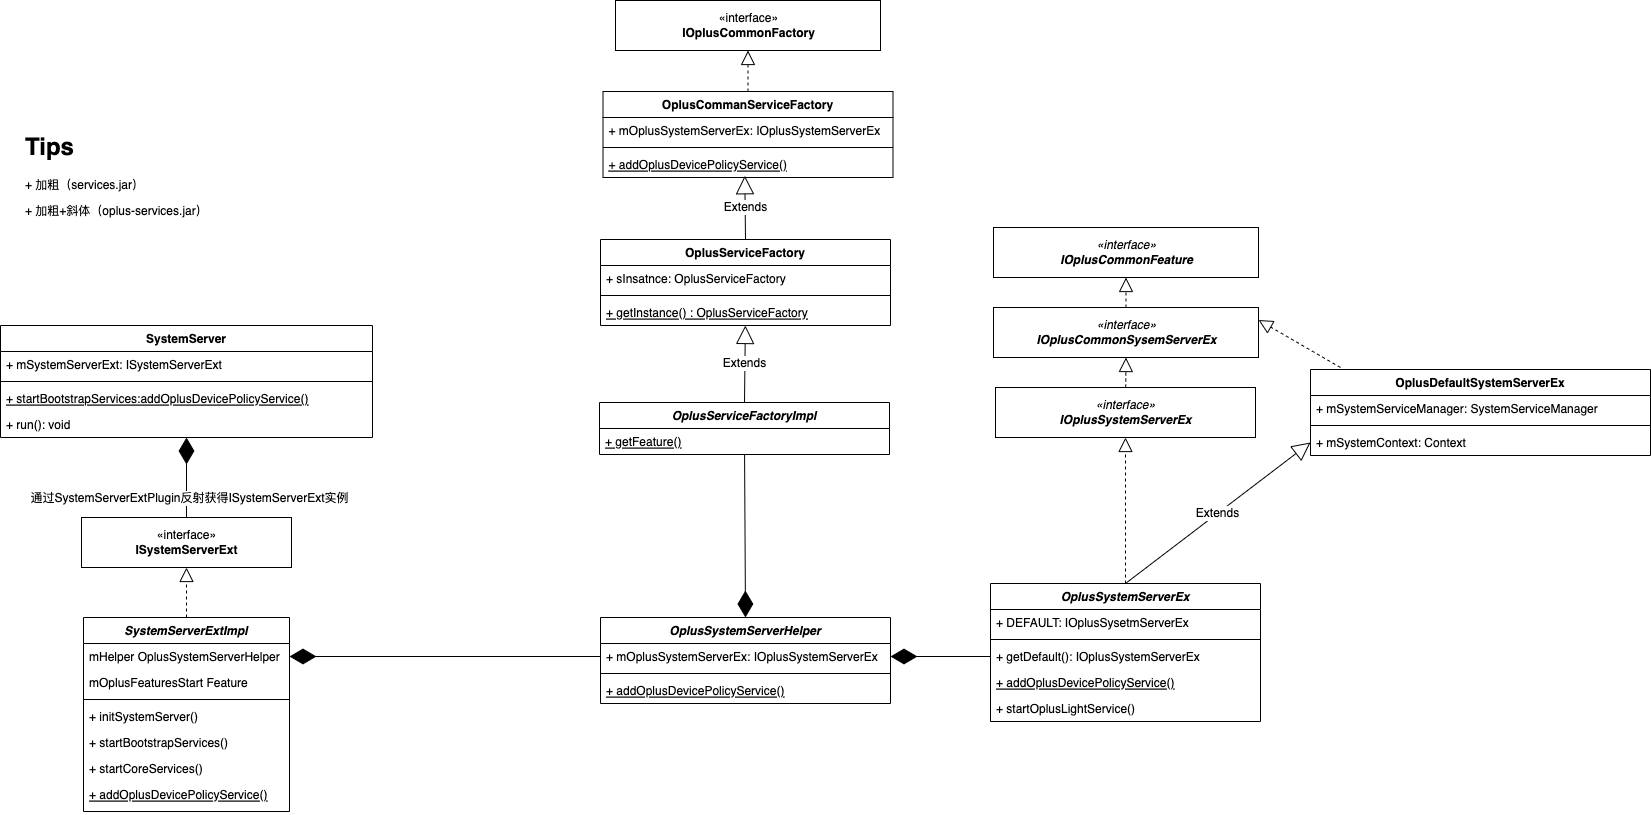 «interface»
IOplusCommonFactory
OplusCommanServiceFactory
+ mOplusSystemServerEx: IOplusSystemServerEx
+ addOplusDevicePolicyService()
Extends
OplusServiceFactory
+ sInsatnce: OplusServiceFactory
+ getInstance() : OplusServiceFactory
Extends
OplusServiceFactoryImpl
+ getFeature()
Tips
+ 加粗（services.jar）
+ 加粗+斜体（oplus-services.jar）
SystemServer
+ mSystemServerExt: ISystemServerExt
+ startBootstrapServices:addOplusDevicePolicyService()
+ run(): void
通过SystemServerExtPlugin反射获得ISystemServerExt实例
«interface»
ISystemServerExt
SystemServerExtImpl
mHelper OplusSystemServerHelper
mOplusFeaturesStart Feature
+ initSystemServer()
+ startBootstrapServices()
+ startCoreServices()
+ addOplusDevicePolicyService()
OplusSystemServerHelper
+ mOplusSystemServerEx: IOplusSystemServerEx
+ addOplusDevicePolicyService()
«interface»
IOplusCommonFeature
«interface»
IOplusCommonSysemServerEx
«interface»
IOplusSystemServerEx
OplusDefaultSystemServerEx
+ mSystemServiceManager: SystemServiceManager
+ mSystemContext: Context
Extends
OplusSystemServerEx
+ DEFAULT: IOplusSysetmServerEx
+ getDefault(): IOplusSystemServerEx
+ addOplusDevicePolicyService()
+ startOplusLightService()